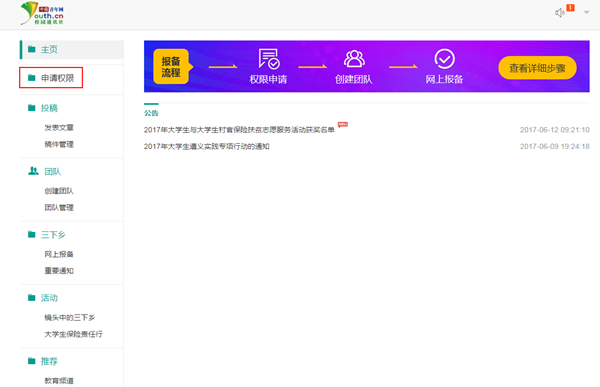 中国青年网
Youth.cn
校园通讯社
1
主页
申请权限
投稿
发表文章
稿件管理
团队
创建团队
团队管理
三下乡
网上报备
重要通知
活动
镜头中的三下乡
大学生保险责任行
推荐
教育频道
报备
流程
权限申请
创建团队
网上报备
查看详细步骤
公告
2017年大学生与大学生村官保险扶贫志愿服务活动获奖名单
2017-06-12 09:21:10
2017年大学生遵义实践专项行动的通知
2017-06-09 19:24:18